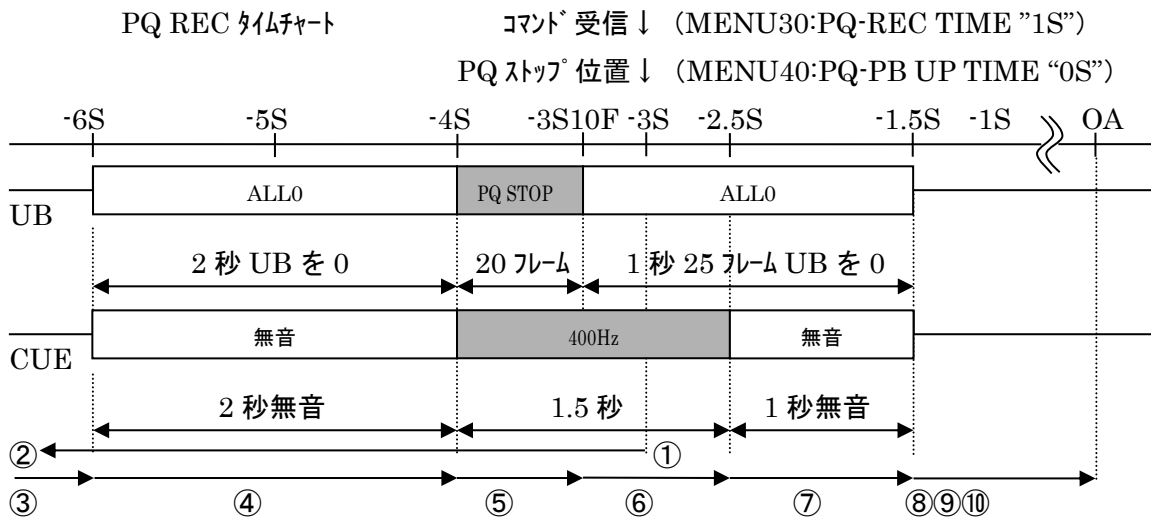 PQ REC ﾀｲﾑﾁｬｰﾄ ｺﾏﾝﾄﾞ 受信↓ （MENU30:PQ-REC TIME ”1S”）
PQ ｽﾄｯﾌﾟ 位置↓ （MENU40:PQ-PB UP TIME “0S”）
-6S -5S -4S -3S10F -3S -2.5S -1.5S -1S OA
ALL0 PQ STOP ALL0
UB
2 秒 UB を 0 20 ﾌﾚｰﾑ 1 秒 25 ﾌﾚｰﾑ UB を 0
無音 400Hz 無音
CUE
2 秒無音 1.5 秒 1 秒無音
② ①
③ ④ ⑤ ⑥ ⑦ ⑧⑨⑩